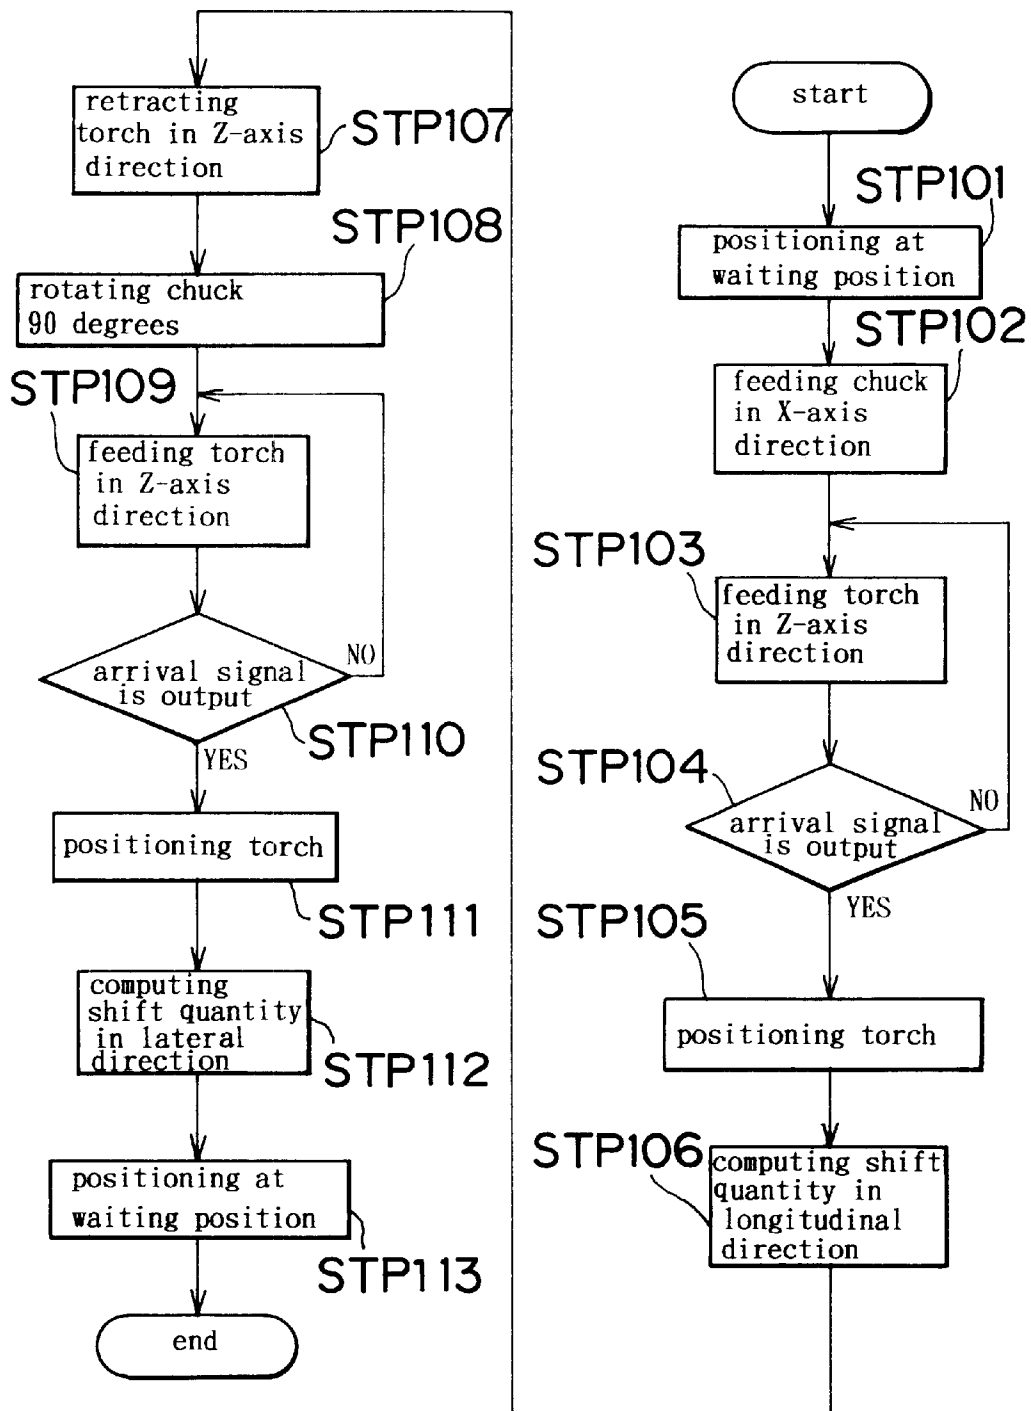 start
STP101
positioning at
waiting position
STP102
feeding chuck
in X-axis
direction
STP103
feeding torch
in Z-axis
direction
STP104
arrival signal
is output
NO
YES
STP105
positioning torch
STP106
computing shift
quantity in
longitudinal
direction
retracting
torch in Z-axis
direction
STP107
STP108
rotating chuck
90 degrees
STP109
feeding torch
in Z-axis
direction
arrival signal
is output
NO
STP110
YES
positioning torch
STP111
computing
shift quantity
in lateral
direction
STP112
positioning at
waiting position
STP113
end